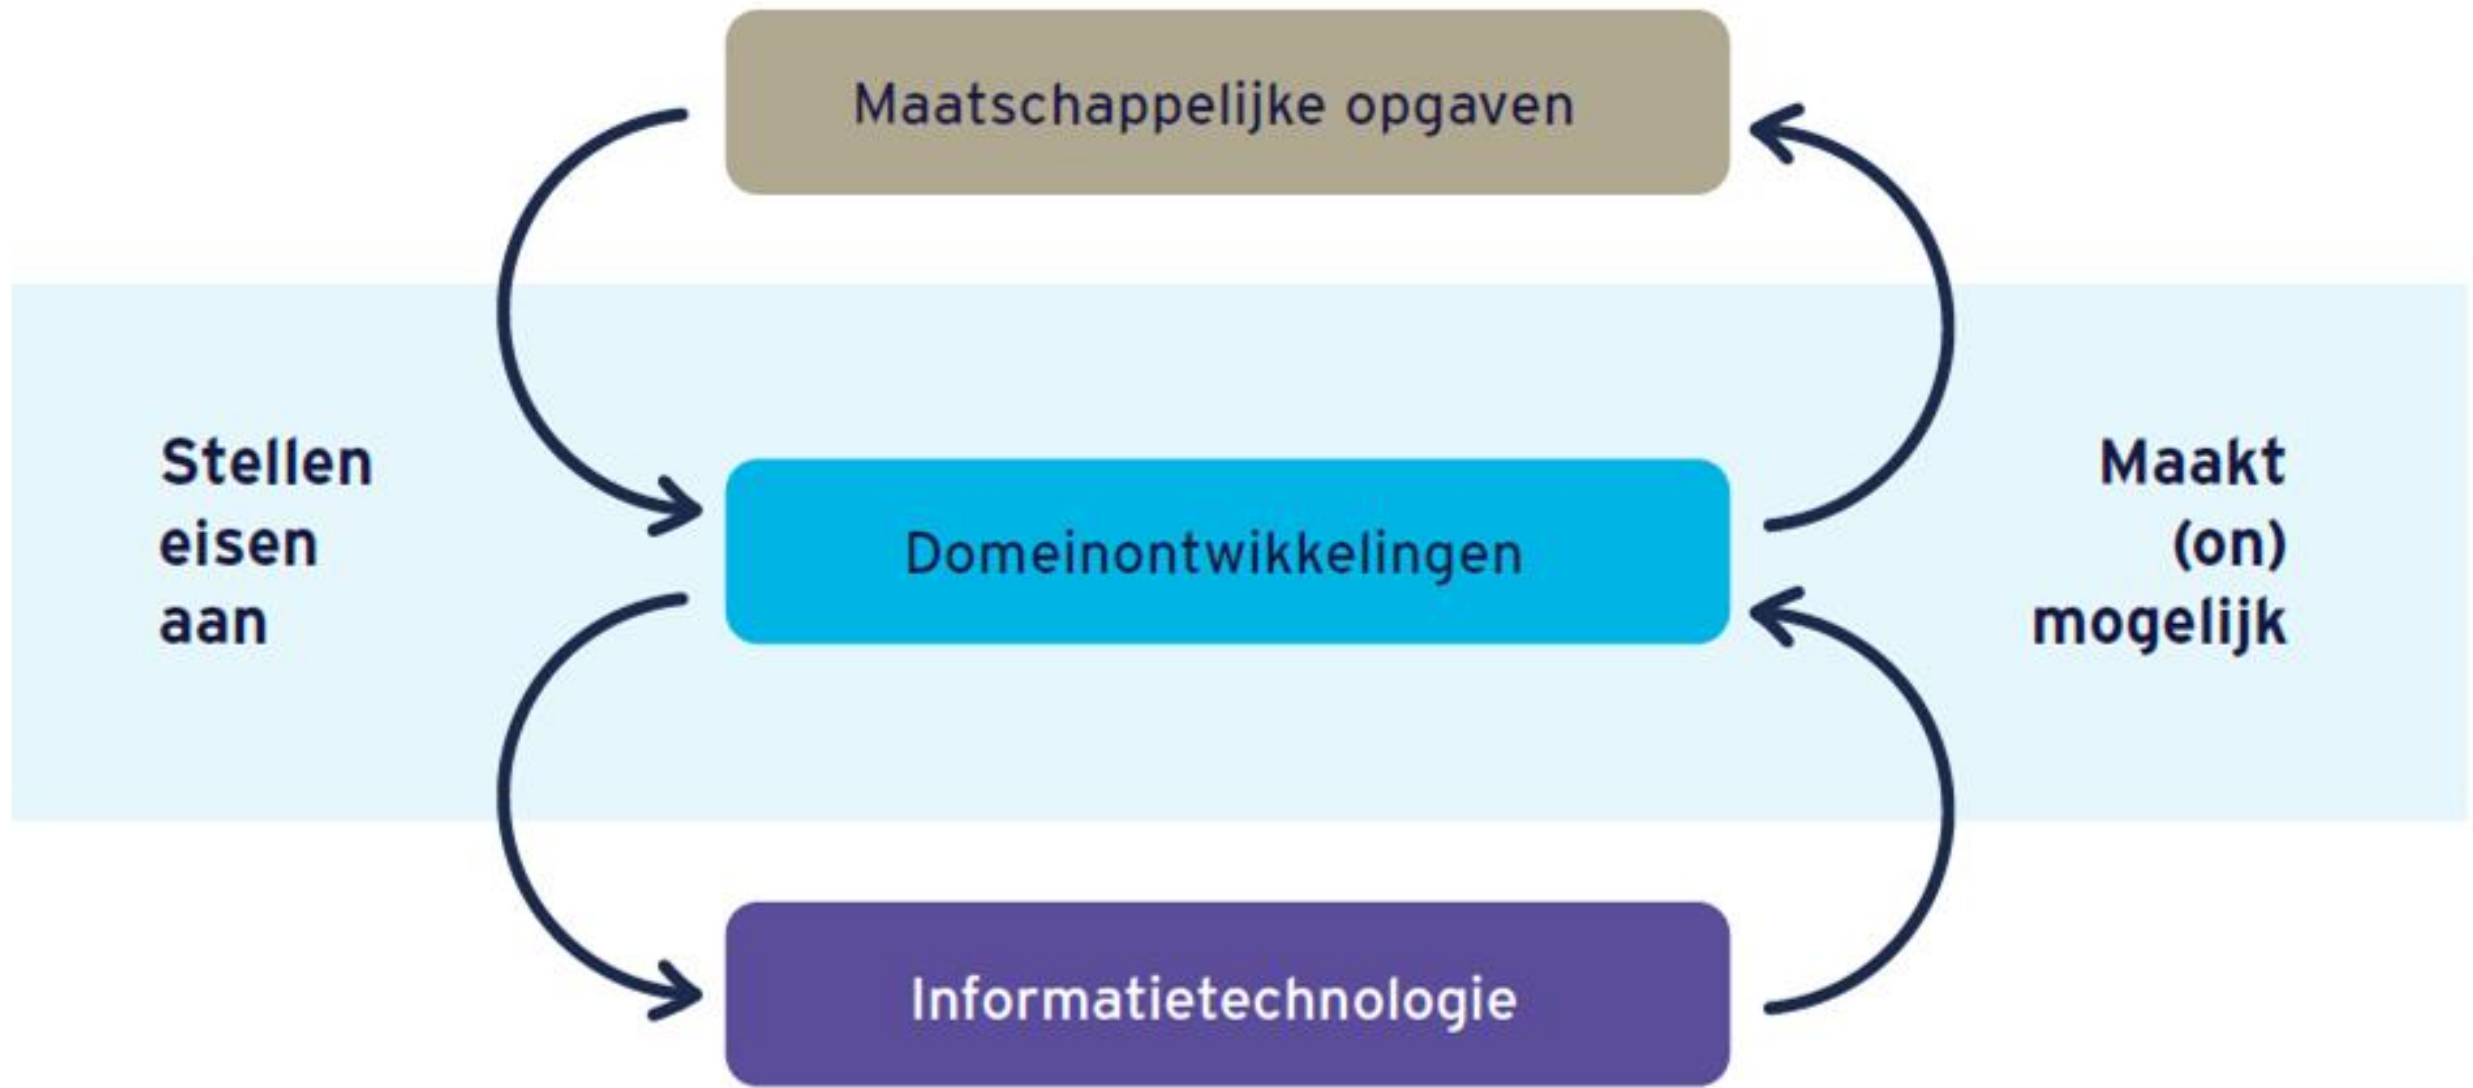 Maatschappelijke opgaven
Stellen
eisen
aan
Domeinontwikkelingen
Maakt
(on)
mogelijk
Informatietechnologie